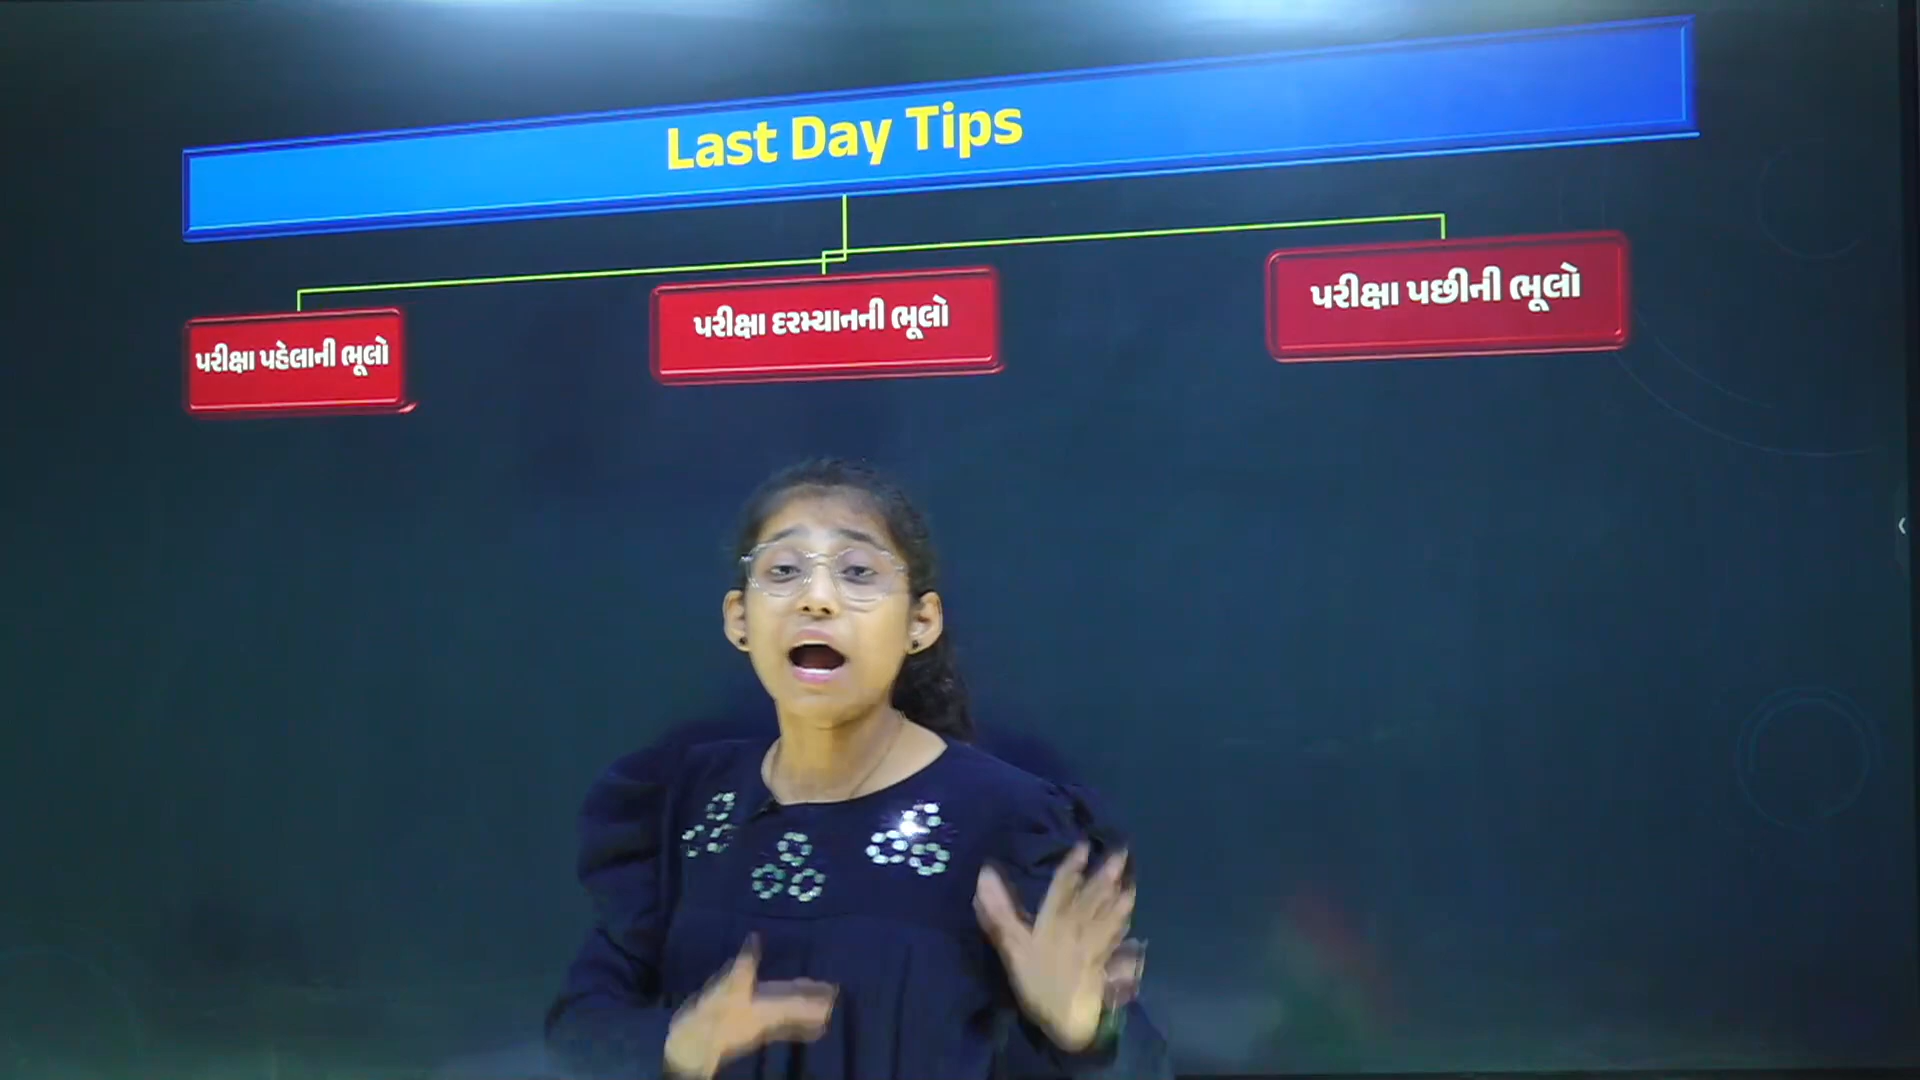 Last Day Tips
પરીક્ષા પહેલાની ભૂલો
પરીક્ષા દરમ્યાનની ભૂલો
પરીક્ષા પછીની ભૂલો